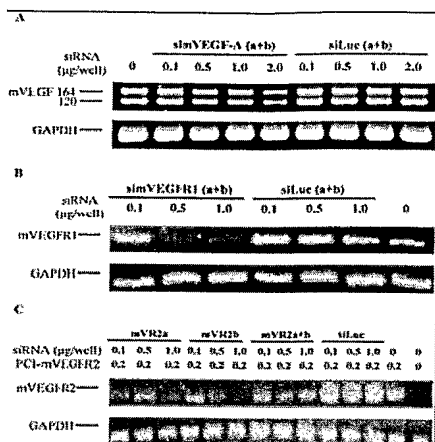 A
siRNA (µg/well)
simVEGF-A (a+b) siLuc (a+b)
0 0.1 0.5 1.0 2.0 0.1 0.5 1.0 2.0
mVEGF 164
120
GAPDH
B
siRNA (µg/well)
simVEGFR1 (a+b) siLuc (a+b)
0.1 0.5 1.0 0.1 0.5 1.0 0
mVEGFR1
GAPDH
C
mVR2a mVR2b mVR2a+b siLuc
siRNA (µg/well) 0.1 0.5 1.0 0.1 0.5 1.0 0.1 0.5 1.0 0.1 0.5 1.0 0 0
PCI-mVEGFR2 0.2 0.2 0.2 0.2 0.2 0.2 0.2 0.2 0.2 0.2 0.2 0.2 0.2 0
mVEGFR2
GAPDH